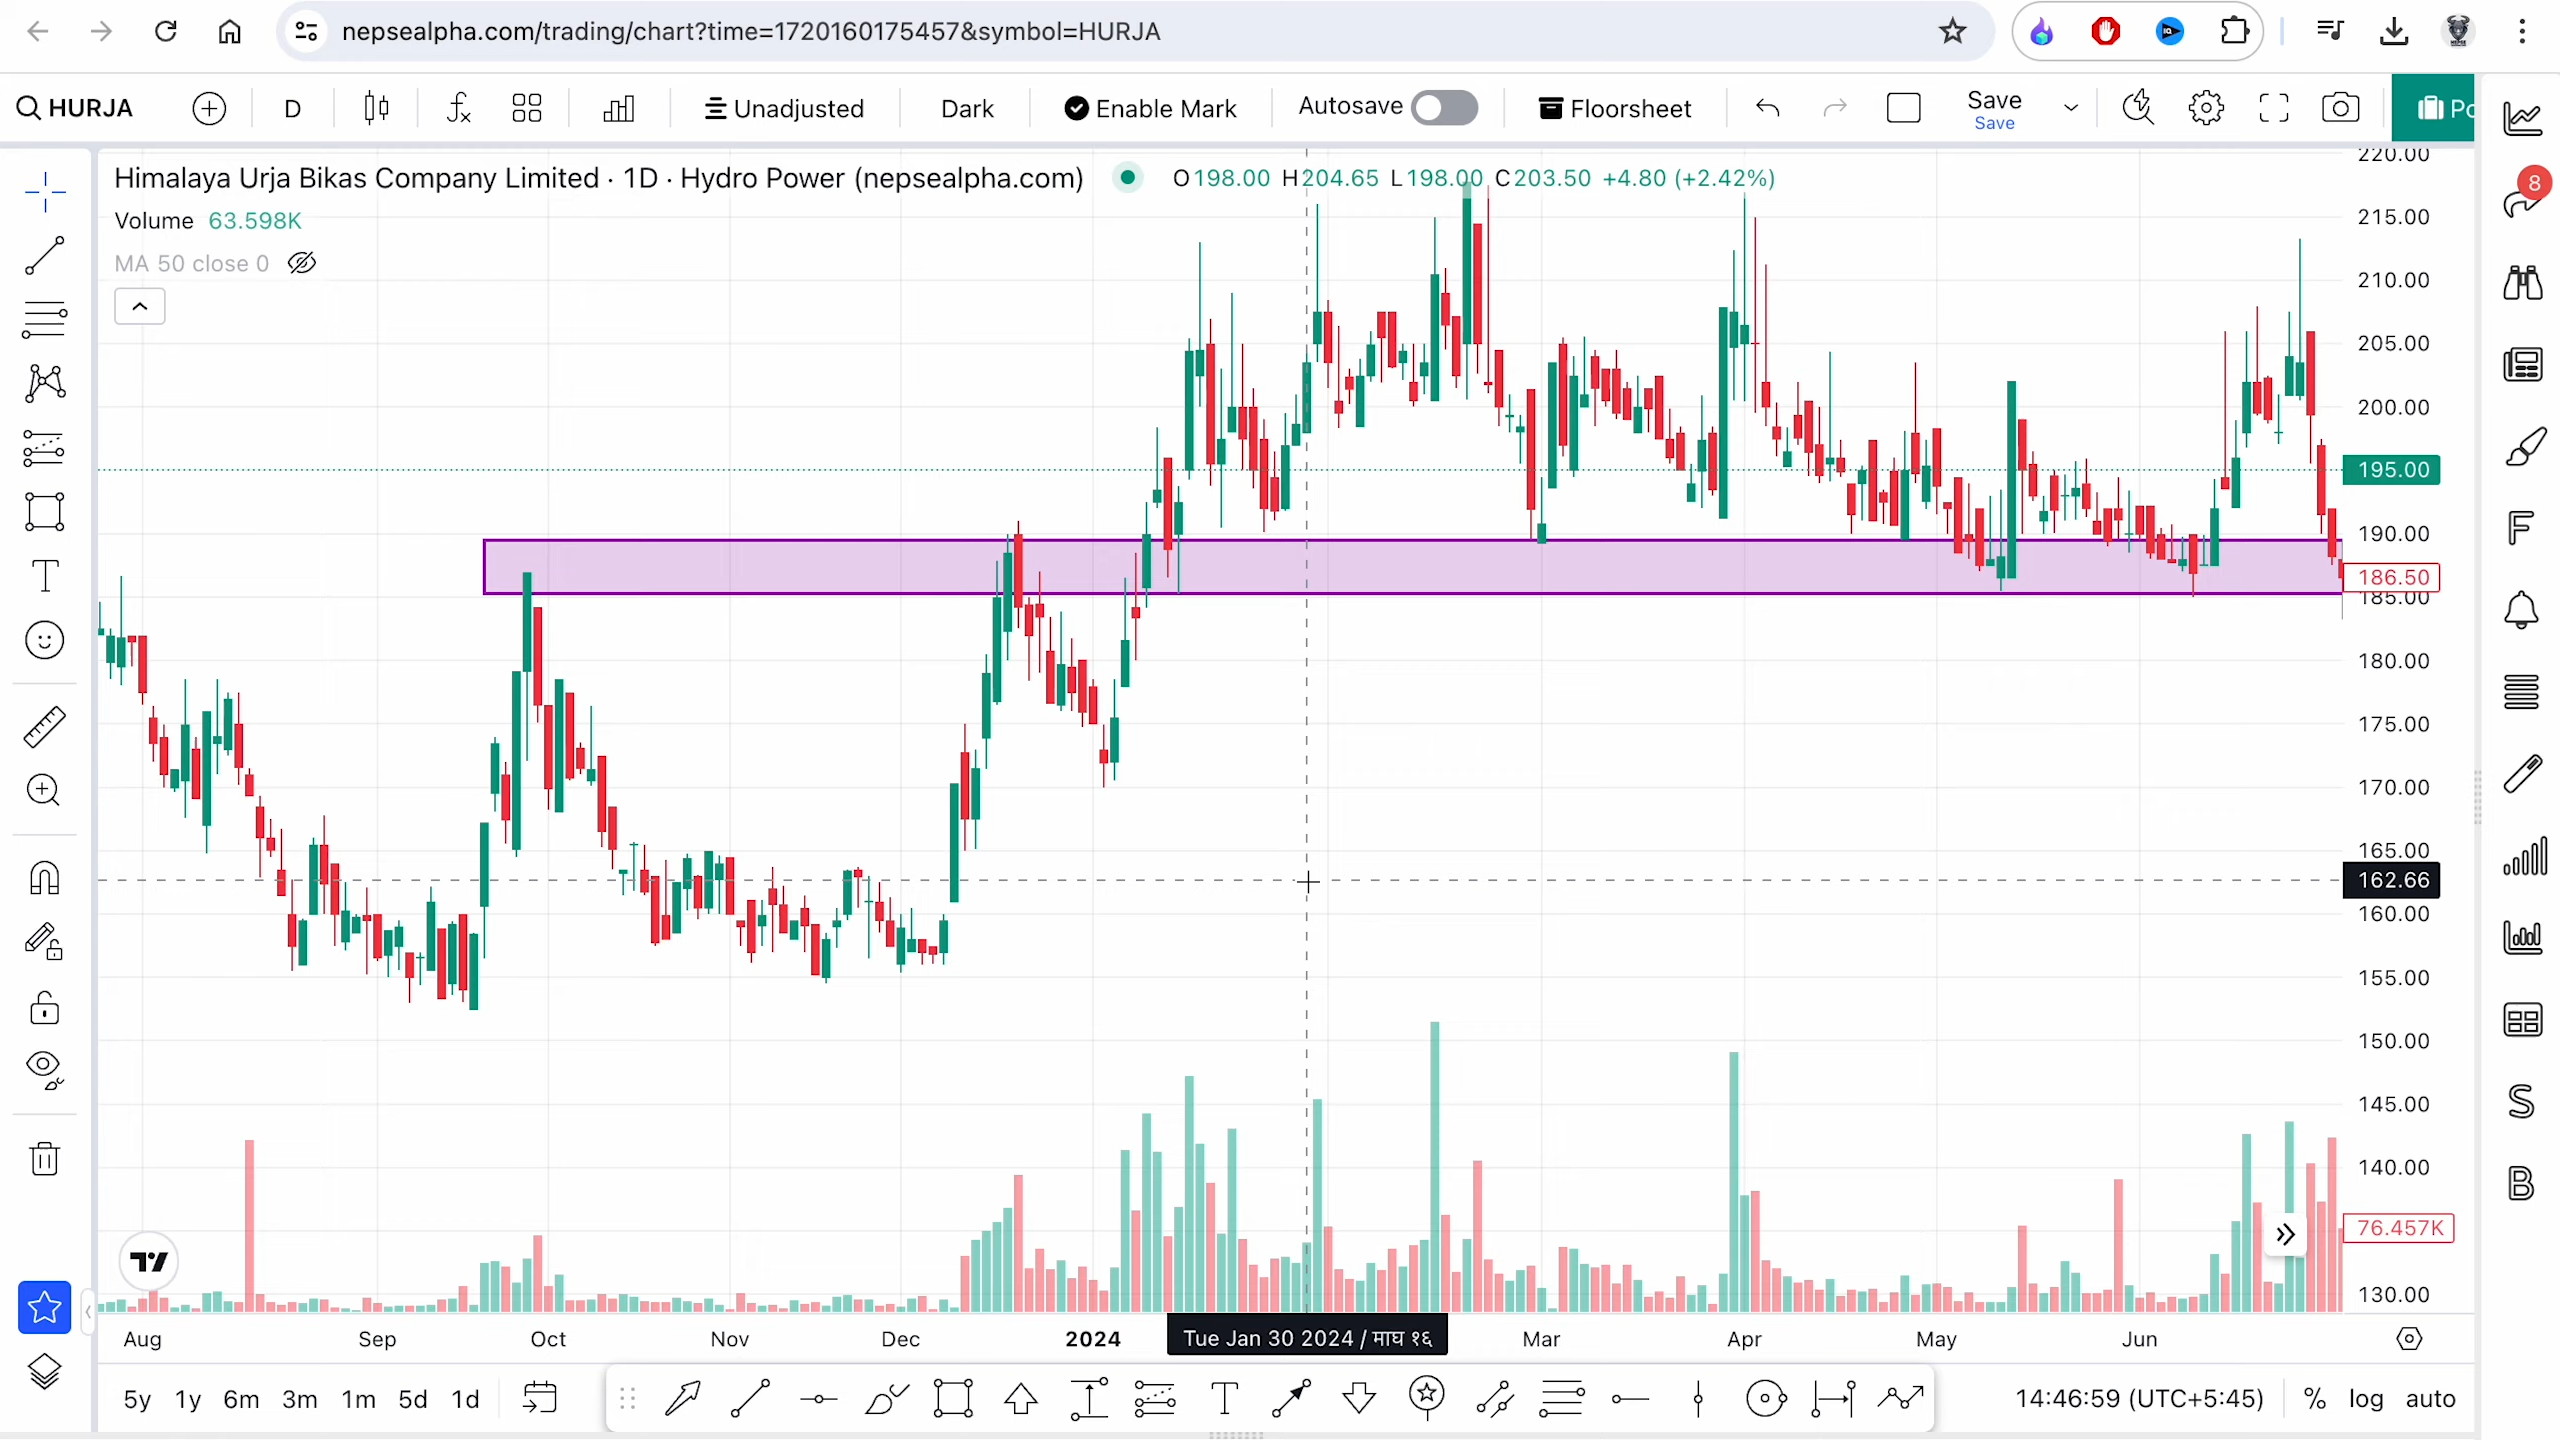 nepsealpha.com/trading/chart?time=1720160175457&symbol=HURJA
HURJA D Unadjusted Dark Enable Mark Autosave Floorsheet Save Po
Save
Himalaya Urja Bikas Company Limited · 1D · Hydro Power (nepsealpha.com) O198.00 H204.65 L198.00 C203.50 +4.80 (+2.42%)
Volume 63.598K
MA 50 close 0
8
220.00
215.00
210.00
205.00
200.00
195.00
190.00
186.50
185.00
180.00
175.00
170.00
165.00
162.66
160.00
155.00
150.00
145.00
140.00
76.457K
130.00
F
S
B
Aug Sep Oct Nov Dec 2024 Tue Jan 30 2024 / माघ १६ Mar Apr May Jun
5y 1y 6m 3m 1m 5d 1d T 14:46:59 (UTC+5:45) % log auto